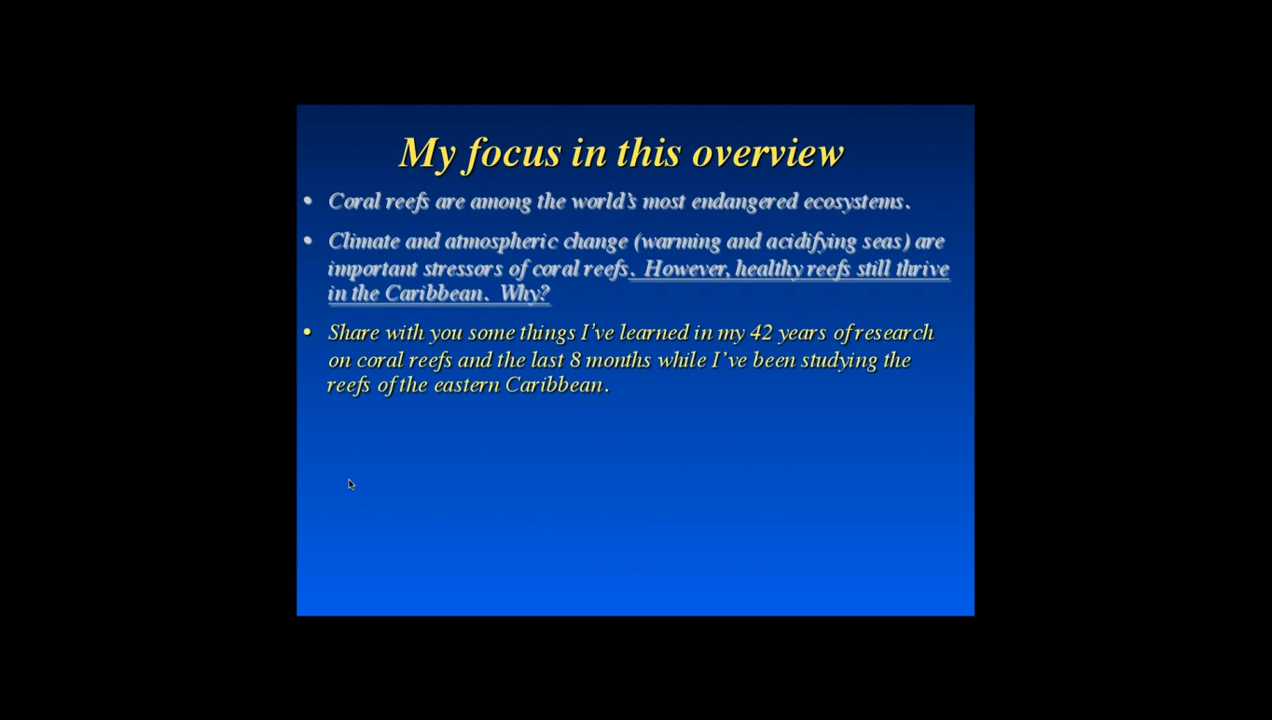 My focus in this overview
• Coral reefs are among the world's most endangered ecosystems.
• Climate and atmospheric change (warming and acidifying seas) are
important stressors of coral reefs. However, healthy reefs still thrive
in the Caribbean. Why?
• Share with you some things I've learned in my 42 years of research
on coral reefs and the last 8 months while I've been studying the
reefs of the eastern Caribbean.